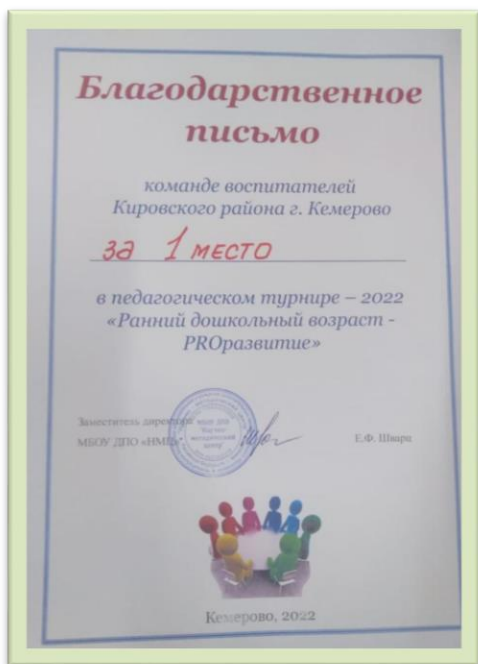 Благодарственное
письмо
команде воспитателей
Кировского района г. Кемерово
за 1 место
в педагогическом турнире – 2022
«Ранний дошкольный возраст -
PROразвитие»
Заместитель директора
МБОУ ДПО «НМЦ»
Е.Ф. Шварц
Кемерово, 2022